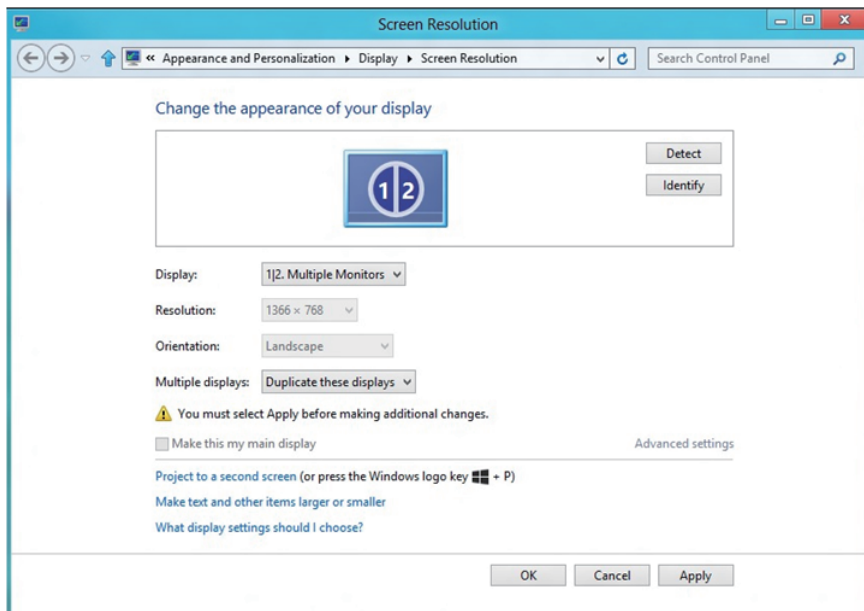 Screen Resolution
« Appearance and Personalization Display Screen Resolution
Search Control Panel
Change the appearance of your display
1 2
Detect
Identify
Display: 1|2. Multiple Monitors
Resolution: 1366 × 768
Orientation: Landscape
Multiple displays: Duplicate these displays
You must select Apply before making additional changes.
Make this my main display
Advanced settings
Project to a second screen (or press the Windows logo key + P)
Make text and other items larger or smaller
What display settings should I choose?
OK Cancel Apply